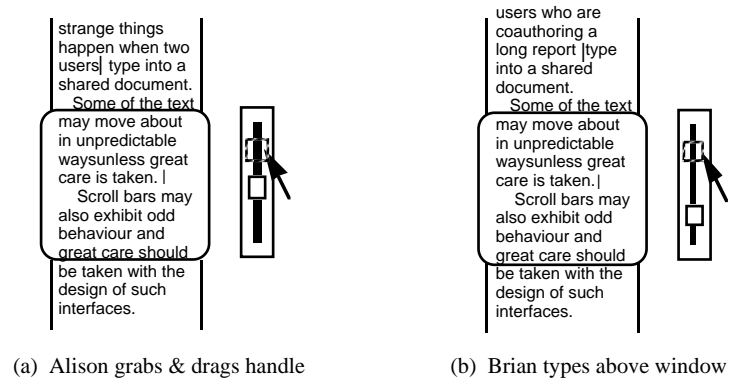 strange things
happen when two
users| type into a
shared document.
Some of the text
may move about
in unpredictable
waysunless great
care is taken. |
Scroll bars may
also exhibit odd
behaviour and
great care should
be taken with the
design of such
interfaces.
(a) Alison grabs & drags handle
users who are
coauthoring a
long report |type
into a shared
document.
Some of the text
may move about
in unpredictable
waysunless great
care is taken.|
Scroll bars may
also exhibit odd
behaviour and
great care should
be taken with the
design of such
interfaces.
(b) Brian types above window